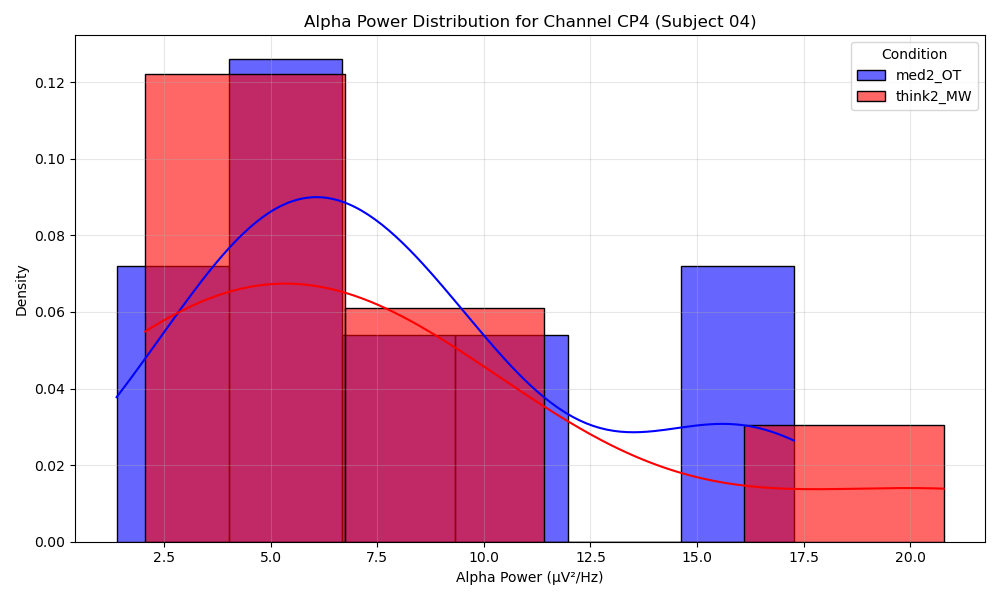 Alpha Power Distribution for Channel CP4 (Subject 04)
Condition
med2_OT
think2_MW
Density
0.12
0.10
0.08
0.06
0.04
0.02
0.00
2.5 5.0 7.5 10.0 12.5 15.0 17.5 20.0
Alpha Power (μV²/Hz)